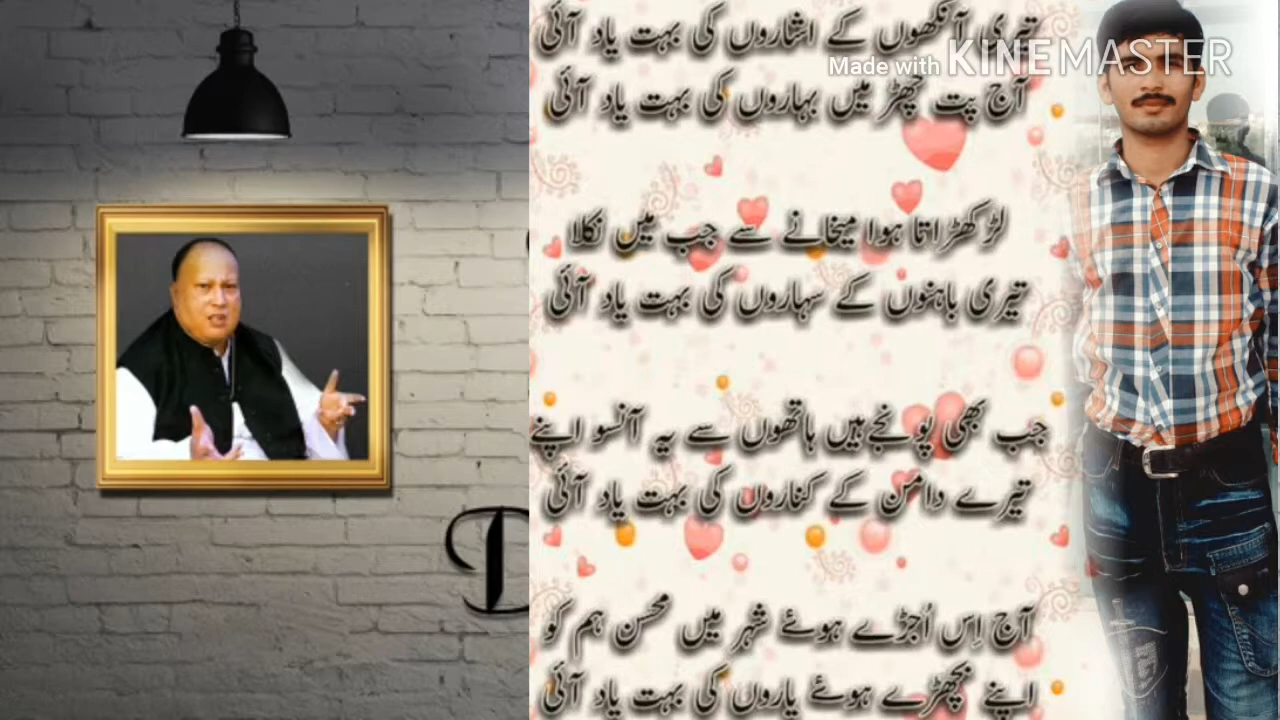 تیری آنکھوں کے اشاروں کی بہت یاد آئی
Made with KINEMASTER
آج پت جھڑ میں بہاروں کی بہت یاد آئی
لڑکھڑاتا ہوا میخانے سے جب میں نکلا
تیری باہنوں کے سہاروں کی بہت یاد آئی
جب بھی پونجے ہیں ہاتھوں سے یہ آنسو اپنے
تیرے دامن کے کناروں کی بہت یاد آئی
آج اِس اُجڑے ہوئے شہر میں محسن ہم کو
اپنے بچھڑے ہوئے یاروں کی بہت یاد آئی
D